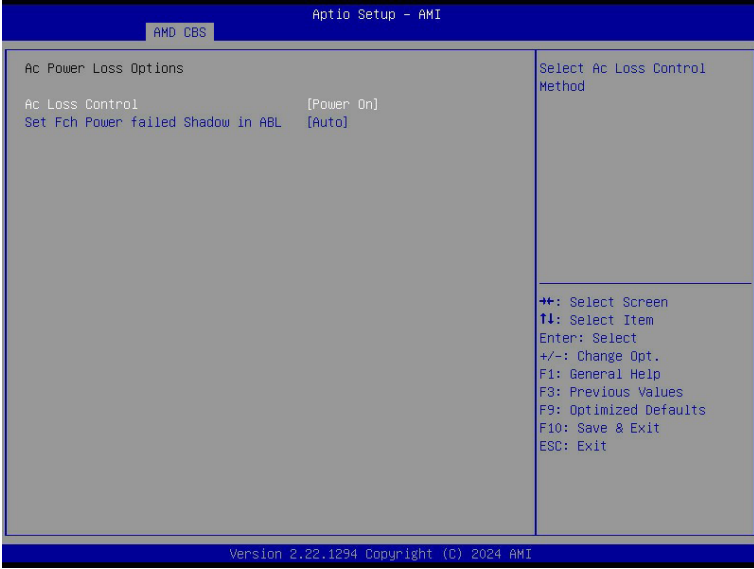 Aptio Setup - AMI
AMD CBS
Ac Power Loss Options
Ac Loss Control [Power On]
Set Fch Power failed Shadow in ABL [Auto]
Select Ac Loss Control
Method
→←: Select Screen
↑↓: Select Item
Enter: Select
+/-: Change Opt.
F1: General Help
F3: Previous Values
F9: Optimized Defaults
F10: Save & Exit
ESC: Exit
Version 2.22.1294 Copyright (C) 2024 AMI